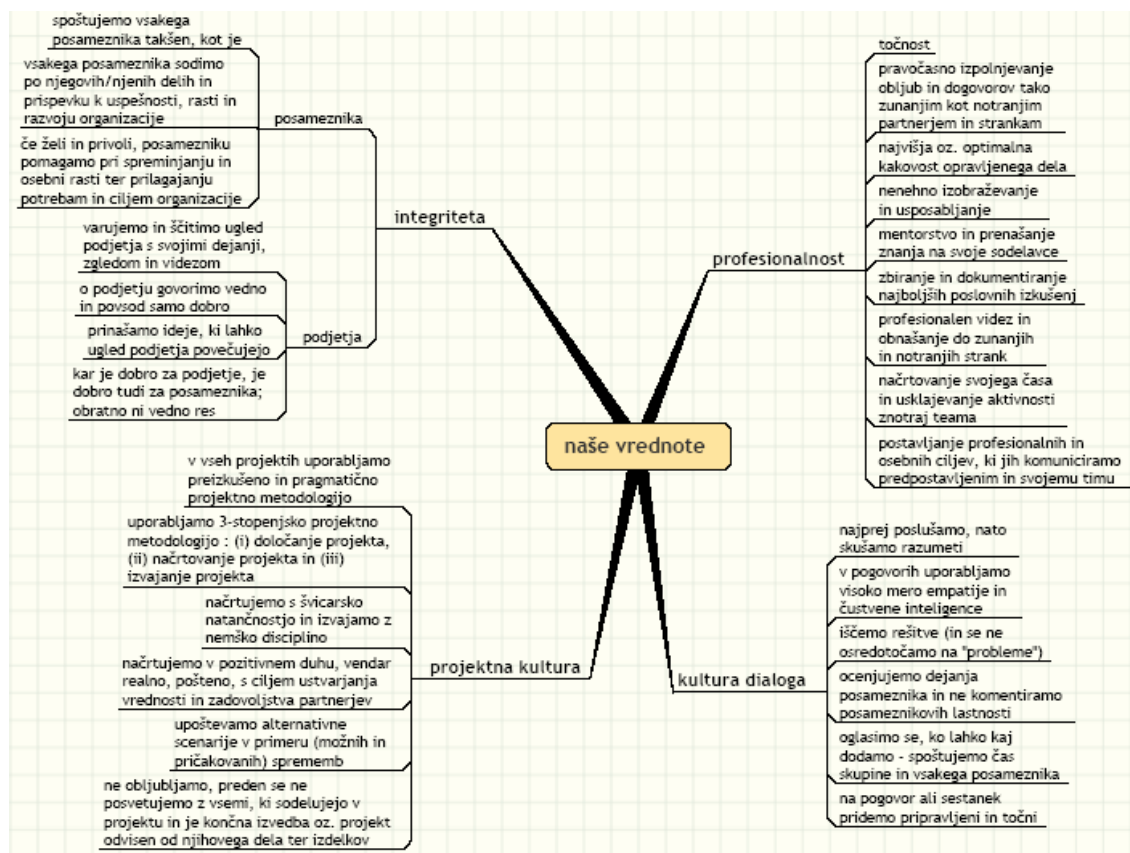 naše vrednote
integriteta
posameznika
spoštujemo vsakega
posameznika takšen, kot je
vsakega posameznika sodimo
po njegovih/njenih delih in
prispevku k uspešnosti, rasti in
razvoju organizacije
če želi in privoli, posamezniku
pomagamo pri spreminjanju in
osebni rasti ter prilagajanju
potrebam in ciljem organizacije
podjetja
varujemo in ščitimo ugled
podjetja s svojimi dejanji,
zgledom in videzom
o podjetju govorimo vedno
in povsod samo dobro
prinašamo ideje, ki lahko
ugled podjetja povečujejo
kar je dobro za podjetje, je
dobro tudi za posameznika;
obratno ni vedno res
profesionalnost
točnost
pravočasno izpolnjevanje
obljub in dogovorov tako
zunanjim kot notranjim
partnerjem in strankam
najvišja oz. optimalna
kakovost opravljenega dela
nenehno izobraževanje
in usposabljanje
mentorstvo in prenašanje
znanja na svoje sodelavce
zbiranje in dokumentiranje
najboljših poslovnih izkušenj
profesionalen videz in
obnašanje do zunanjih
in notranjih strank
načrtovanje svojega časa
in usklajevanje aktivnosti
znotraj teama
postavljanje profesionalnih in
osebnih ciljev, ki jih komuniciramo
predpostavljenim in svojemu timu
projektna kultura
v vseh projektih uporabljamo
preizkušeno in pragmatično
projektno metodologijo
uporabljamo 3-stopenjsko projektno
metodologijo : (i) določanje projekta,
(ii) načrtovanje projekta in (iii)
izvajanje projekta
načrtujemo s švicarsko
natančnostjo in izvajamo z
nemško disciplino
načrtujemo v pozitivnem duhu, vendar
realno, pošteno, s ciljem ustvarjanja
vrednosti in zadovoljstva partnerjev
upoštevamo alternativne
scenarije v primeru (možnih in
pričakovanih) sprememb
ne obljubljamo, preden se ne
posvetujemo z vsemi, ki sodelujejo v
projektu in je končna izvedba oz. projekt
odvisen od njihovega dela ter izdelkov
kultura dialoga
najprej poslušamo, nato
skušamo razumeti
v pogovorih uporabljamo
visoko mero empatije in
čustvene inteligence
iščemo rešitve (in se ne
osredotočamo na "probleme")
ocenjujemo dejanja
posameznika in ne komentiramo
posameznikovih lastnosti
oglasimo se, ko lahko kaj
dodamo - spoštujemo čas
skupine in vsakega posameznika
na pogovor ali sestanek
pridemo pripravljeni in točni